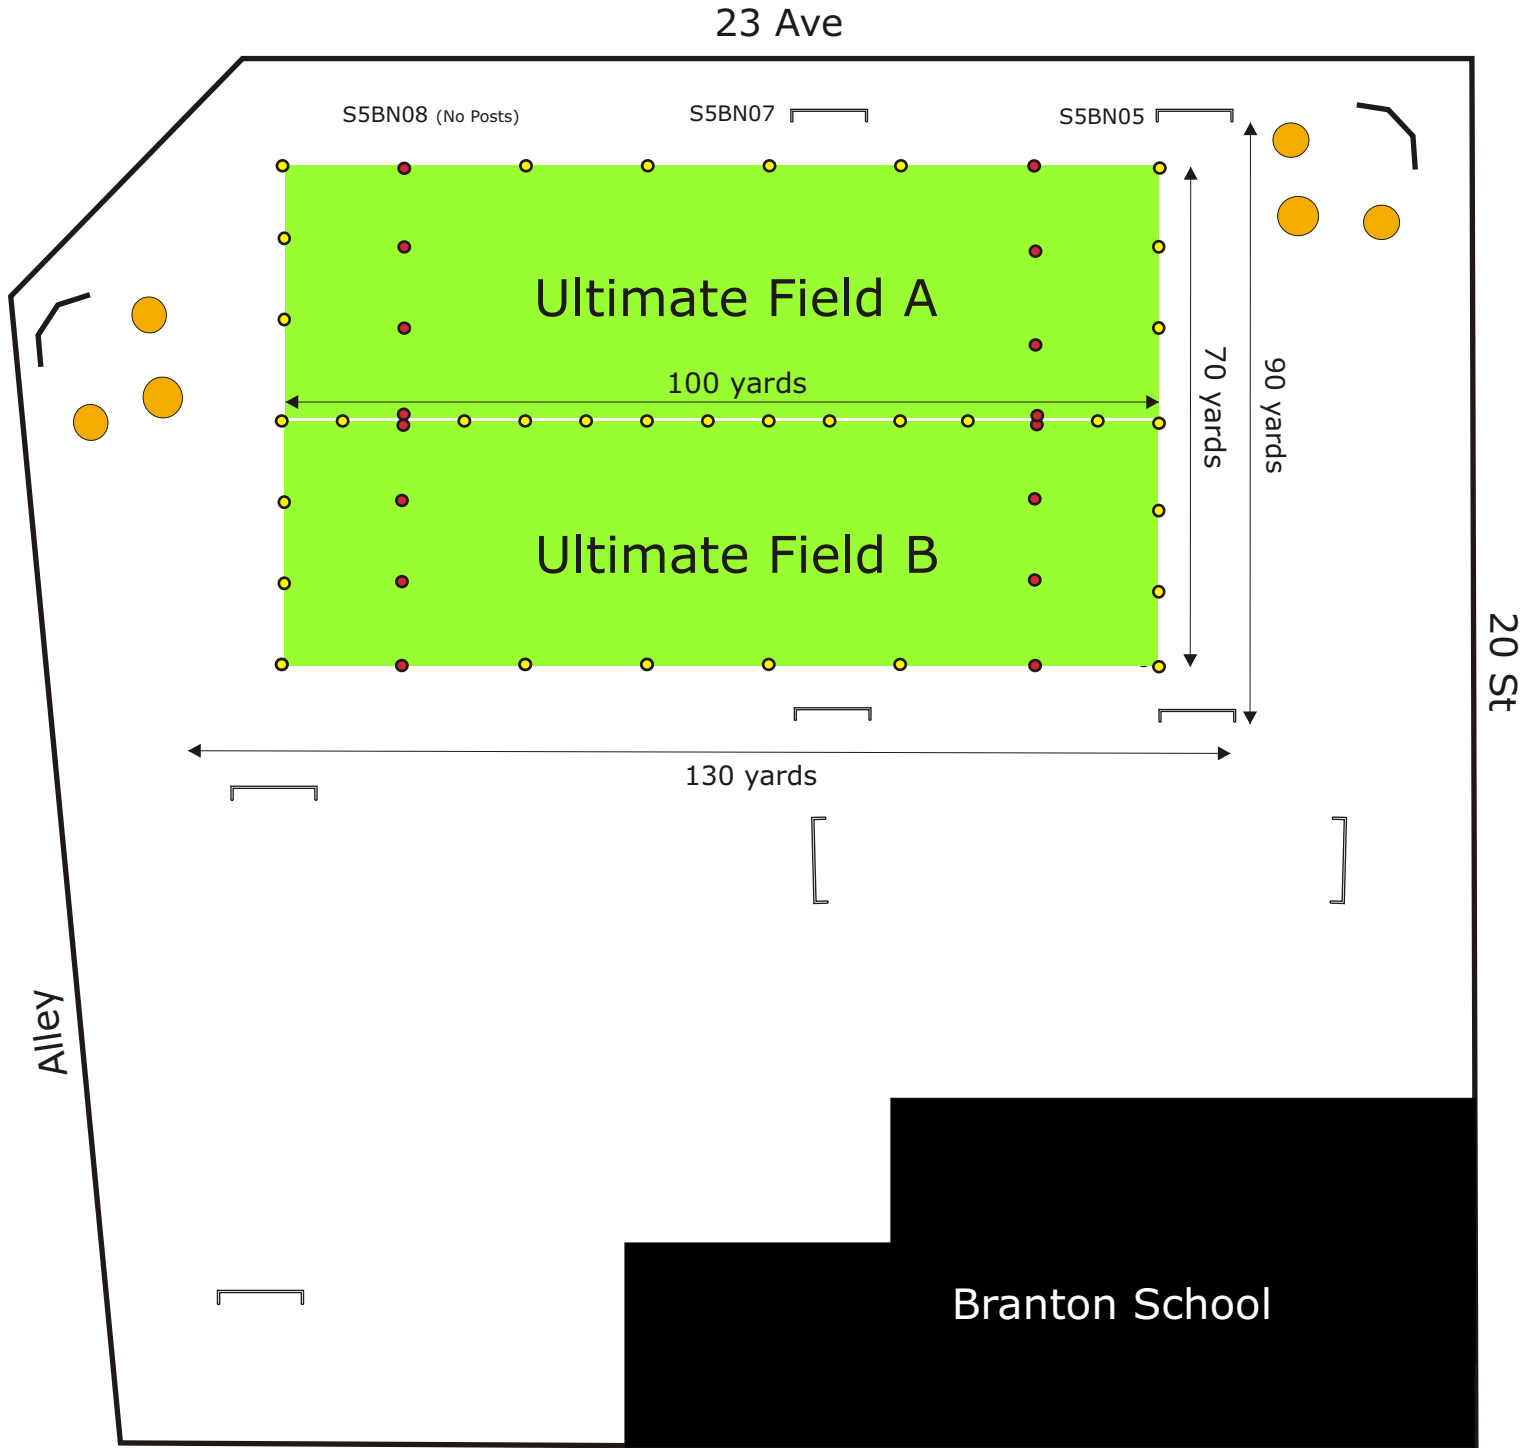 23 Ave
S5BN08 (No Posts)
S5BN07
S5BN05
Ultimate Field A
100 yards
70 yards
90 yards
Ultimate Field B
20 St
130 yards
Alley
Branton School